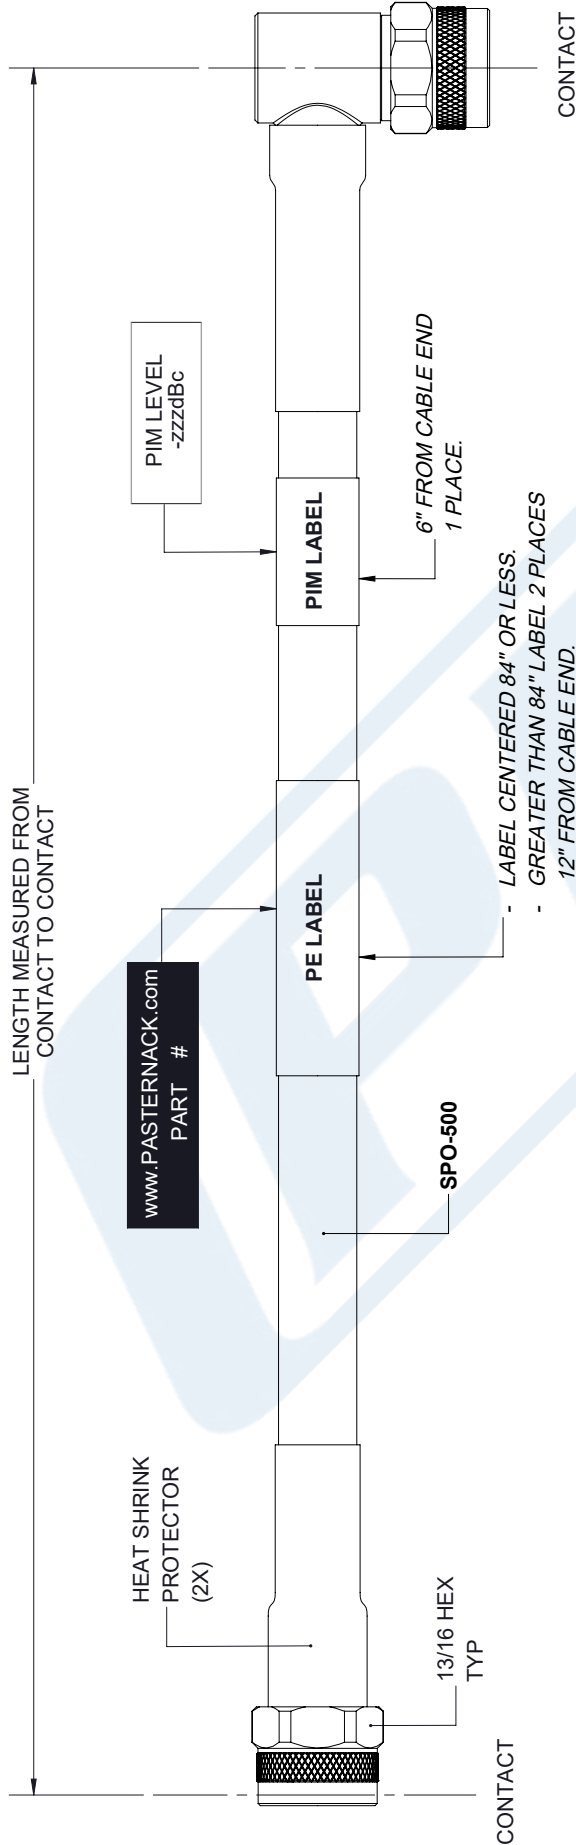 LENGTH MEASURED FROM
CONTACT TO CONTACT
HEAT SHRINK
PROTECTOR
(2X)
www.PASTERNACK.com
PART #
PIM LEVEL
-zzzdBc
PE LABEL
PIM LABEL
13/16 HEX
TYP
SPO-500
- LABEL CENTERED 84" OR LESS.
- GREATER THAN 84" LABEL 2 PLACES
12" FROM CABLE END.
6" FROM CABLE END
1 PLACE.
CONTACT
CONTACT